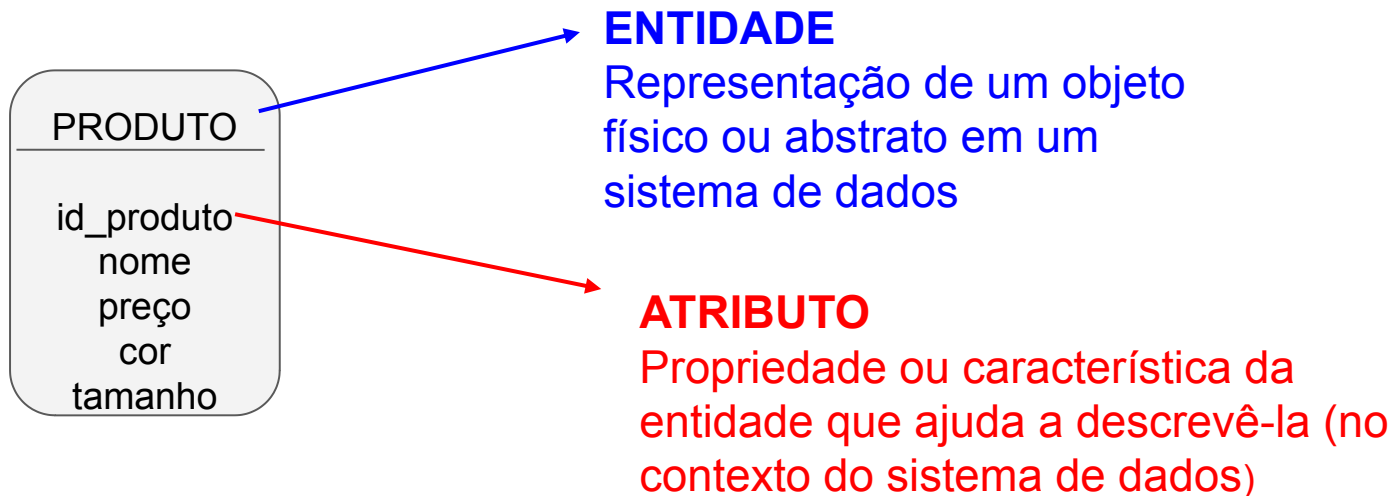 PRODUTO
id_produto
nome
preço
cor
tamanho
ENTIDADE
Representação de um objeto
físico ou abstrato em um
sistema de dados
ATRIBUTO
Propriedade ou característica da
entidade que ajuda a descrevê-la (no
contexto do sistema de dados)